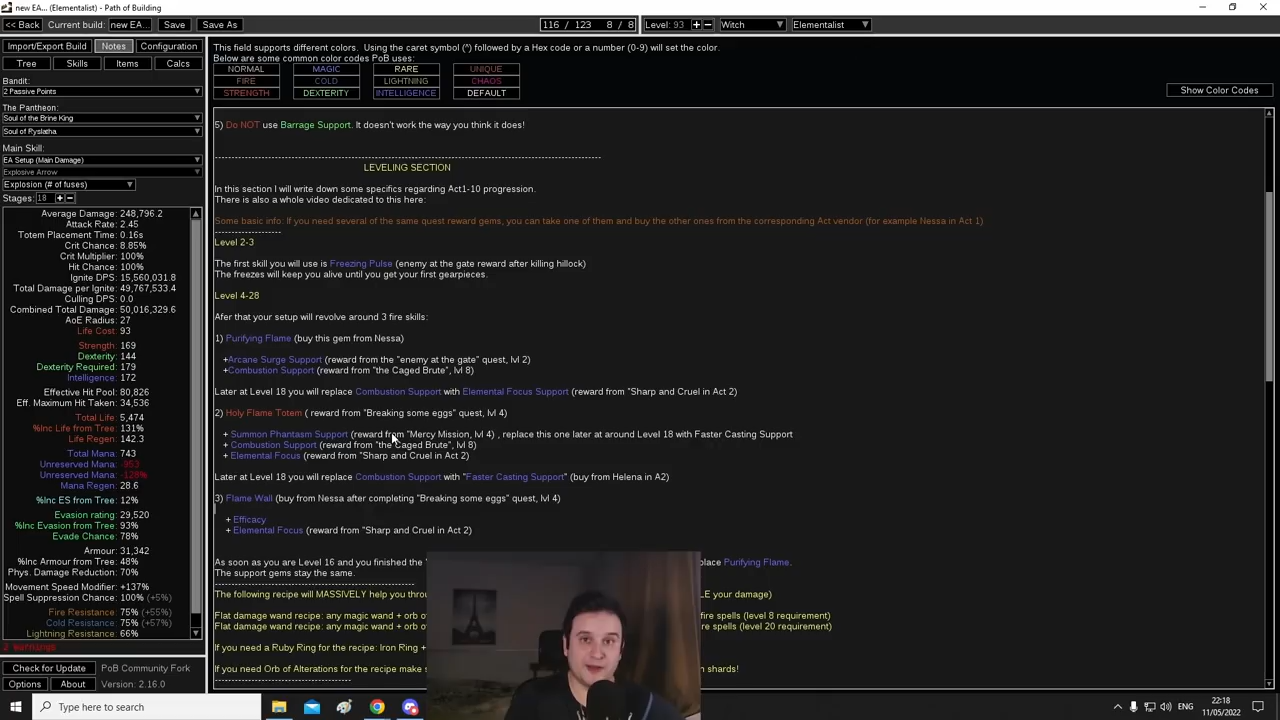 new EA... (Elementalist) - Path of Building
<< Back
Current build:
new EA...
Save
Save As
116 / 123 8 / 8
Level: 93
Witch
Elementalist
Import/Export Build
Notes
Configuration
Tree
Skills
Items
Calcs
Bandit:
2 Passive Points
The Pantheon:
Soul of the Brine King
Soul of Ryslatha
Main Skill:
EA Setup (Main Damage)
Explosive Arrow
Explosion (# of fuses)
Stages: 18
Average Damage: 248,796.2
Attack Rate: 2.45
Totem Placement Time: 0.16s
Crit Chance: 8.85%
Crit Multiplier: 100%
Hit Chance: 100%
Ignite DPS: 15,560,031.8
Total Damage per Ignite: 49,767,533.4
Culling DPS: 0.0
Combined Total Damage: 50,016,329.6
AoE Radius: 27
Life Cost: 93
Strength: 169
Dexterity: 144
Dexterity Required: 179
Intelligence: 172
Effective Hit Pool: 80,826
Eff. Maximum Hit Taken: 34,536
Total Life: 5,474
%Inc Life from Tree: 131%
Life Regen: 142.3
Total Mana: 743
Unreserved Mana: -953
Unreserved Mana: -128%
Mana Regen: 28.6
%Inc ES from Tree: 12%
Evasion rating: 29,520
%Inc Evasion from Tree: 93%
Evade Chance: 78%
Armour: 31,342
%Inc Armour from Tree: 48%
Phys. Damage Reduction: 70%
Movement Speed Modifier: +137%
Spell Suppression Chance: 100% (+5%)
Fire Resistance: 75% (+55%)
Cold Resistance: 75% (+57%)
Lightning Resistance: 66%
2 warnings
Check for Update
PoB Community Fork
Options
About
Version: 2.16.0
This field supports different colors. Using the caret symbol (^) followed by a Hex code or a number (0-9) will set the color.
Below are some common color codes PoB uses:
NORMAL MAGIC RARE UNIQUE
FIRE COLD LIGHTNING CHAOS
STRENGTH DEXTERITY INTELLIGENCE DEFAULT
Show Color Codes
5) Do NOT use Barrage Support. It doesn't work the way you think it does!
LEVELING SECTION
In this section I will write down some specifics regarding Act1-10 progression.
There is also a whole video dedicated to this here:
Some basic info: If you need several of the same quest reward gems, you can take one of them and buy the other ones from the corresponding Act vendor (for example Nessa in Act 1)
Level 2-3
The first skill you will use is Freezing Pulse (enemy at the gate reward after killing hillock)
The freezes will keep you alive until you get your first gearpieces.
Level 4-28
Afer that your setup will revolve around 3 fire skills:
1) Purifying Flame (buy this gem from Nessa)
+Arcane Surge Support (reward from the "enemy at the gate" quest, lvl 2)
+Combustion Support (reward from "the Caged Brute", lvl 8)
Later at Level 18 you will replace Combustion Support with Elemental Focus Support (reward from "Sharp and Cruel in Act 2)
2) Holy Flame Totem ( reward from "Breaking some eggs" quest, lvl 4)
+ Summon Phantasm Support (reward from "Mercy Mission, lvl 4) , replace this one later at around Level 18 with Faster Casting Support
+ Combustion Support (reward from "the Caged Brute", lvl 8)
+ Elemental Focus (reward from "Sharp and Cruel in Act 2)
Later at Level 18 you will replace Combustion Support with "Faster Casting Support" (buy from Helena in A2)
3) Flame Wall (buy from Nessa after completing "Breaking some eggs" quest, lvl 4)
+ Efficacy
+ Elemental Focus (reward from "Sharp and Cruel in Act 2)
As soon as you are Level 16 and you finished the place Purifying Flame.
The support gems stay the same.
The following recipe will MASSIVELY help you throu LE your damage)
Flat damage wand recipe: any magic wand + orb of re spells (level 8 requirement)
Flat damage wand recipe: any magic wand + orb of re spells (level 20 requirement)
If you need a Ruby Ring for the recipe: Iron Ring +
If you need Orb of Alterations for the recipe make s n shards!
Type here to search
ENG
22:18
11/05/2022